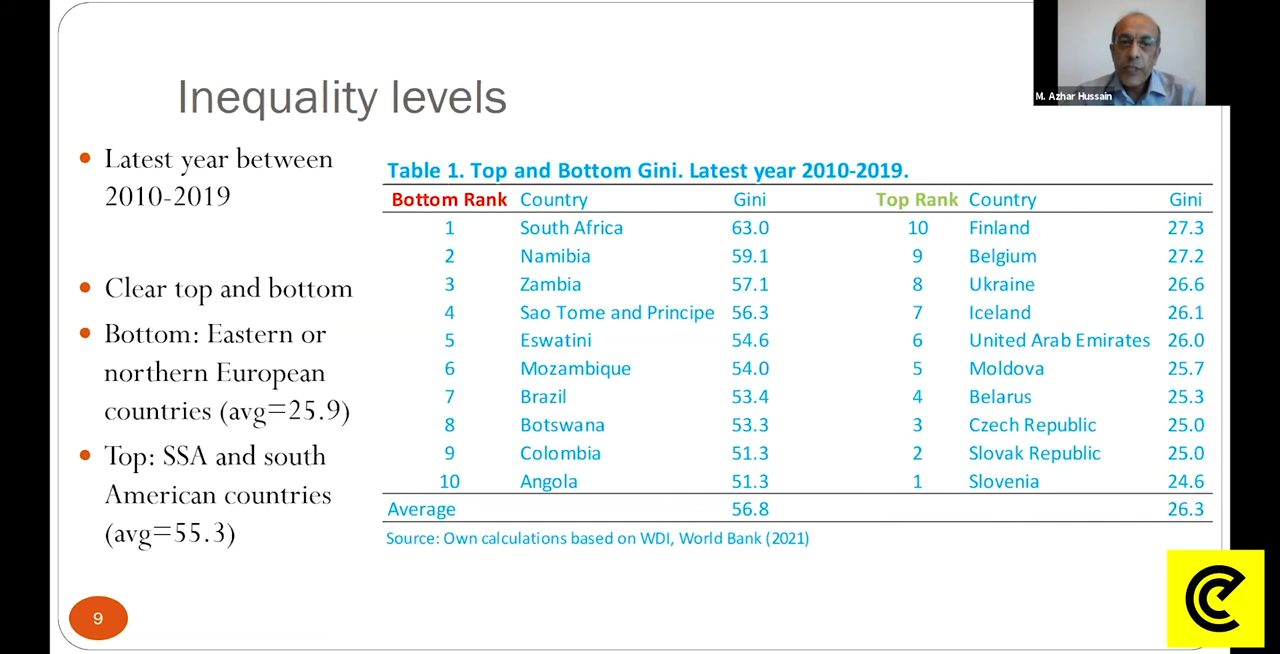 Inequality levels
M. Azhar Hussain
Latest year between
2010-2019
Clear top and bottom
Bottom: Eastern or
northern European
countries (avg=25.9)
Top: SSA and south
American countries
(avg=55.3)
Table 1. Top and Bottom Gini. Latest year 2010-2019.
Bottom Rank Country Gini Top Rank Country Gini
1 South Africa 63.0 10 Finland 27.3
2 Namibia 59.1 9 Belgium 27.2
3 Zambia 57.1 8 Ukraine 26.6
4 Sao Tome and Principe 56.3 7 Iceland 26.1
5 Eswatini 54.6 6 United Arab Emirates 26.0
6 Mozambique 54.0 5 Moldova 25.7
7 Brazil 53.4 4 Belarus 25.3
8 Botswana 53.3 3 Czech Republic 25.0
9 Colombia 51.3 2 Slovak Republic 25.0
10 Angola 51.3 1 Slovenia 24.6
Average 56.8 26.3
Source: Own calculations based on WDI, World Bank (2021)
9